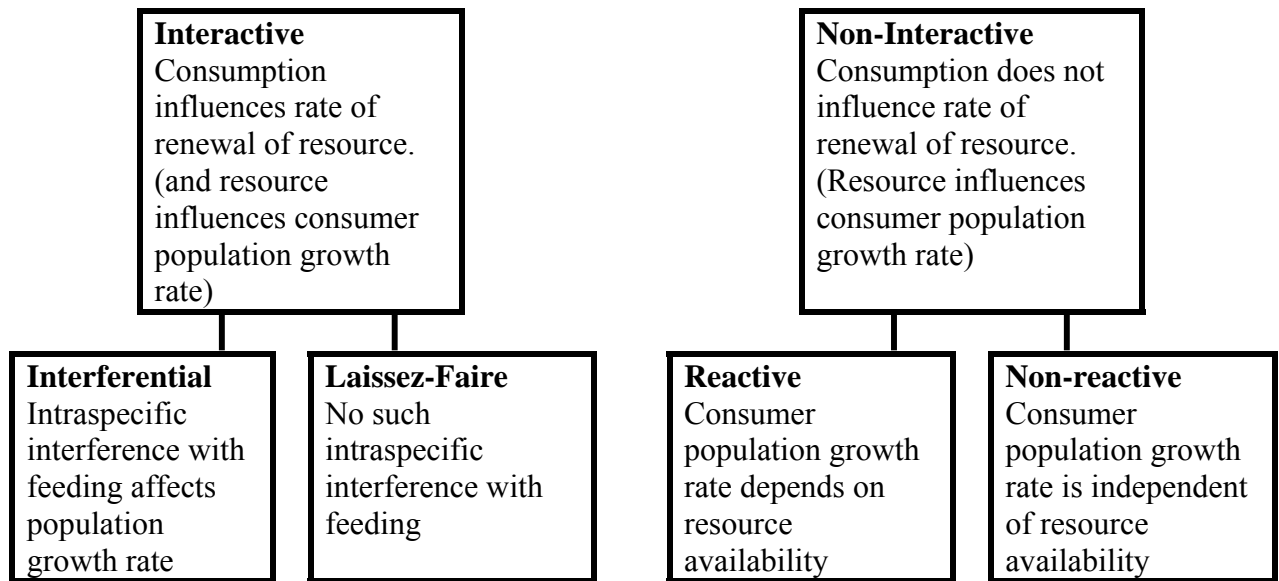 Interactive
Consumption
influences rate of
renewal of resource.
(and resource
influences consumer
population growth
rate)
Non-Interactive
Consumption does not
influence rate of
renewal of resource.
(Resource influences
consumer population
growth rate)
Interferential
Intraspecific
interference with
feeding affects
population
growth rate
Laissez-Faire
No such
intraspecific
interference with
feeding
Reactive
Consumer
population growth
rate depends on
resource
availability
Non-reactive
Consumer
population growth
rate is independent
of resource
availability